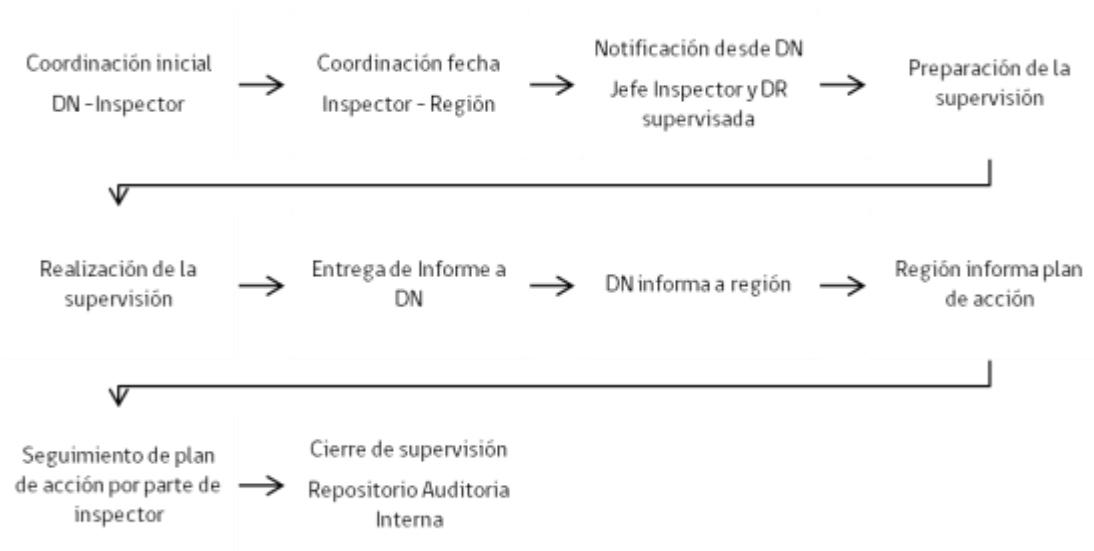 Coordinación inicial
DN -Inspector
Coordinación fecha
Inspector - Región
Notificación desde DN
Jefe Inspector y DR
supervisada
Preparación de la
supervisión
Realización de la
supervisión
Entrega de Informe a
DN
DN informa a región
Región informa plan
de acción
Seguimiento de plan
de acción por parte de
inspector
Cierre de supervisión
Repositorio Auditoria
Interna